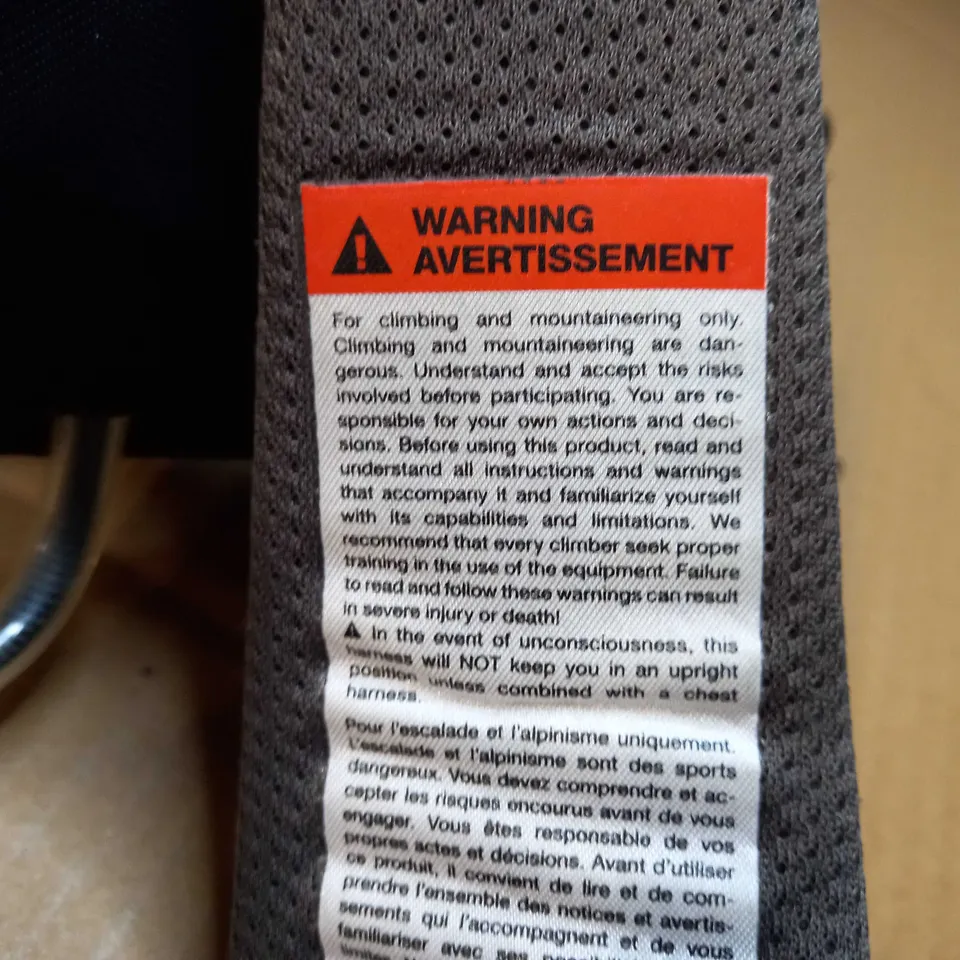 WARNING
AVERTISSEMENT
For climbing and mountaineering only.
Climbing and mountaineering are dan-
gerous. Understand and accept the risks
involved before participating. You are re-
sponsible for your own actions and deci-
sions. Before using this product, read and
understand all instructions and warnings
that accompany it and familiarize yourself
with its capabilities and limitations. We
recommend that every climber seek proper
training in the use of the equipment. Failure
to read and follow these warnings can result
in severe injury or death!
⚠ In the event of unconsciousness, this
harness will NOT keep you in an upright
position unless combined with a chest
harness.
Pour l'escalade et l'alpinisme uniquement.
L'escalade et l'alpinisme sont des sports
dangereux. Vous devez comprendre et ac-
cepter les risques encourus avant de vous
engager. Vous êtes responsable de vos
propres actes et décisions. Avant d'utiliser
ce produit, il convient de lire et de com-
prendre l'ensemble des notices et avertis-
sements qui l'accompagnent et de vous
familiariser avec ses